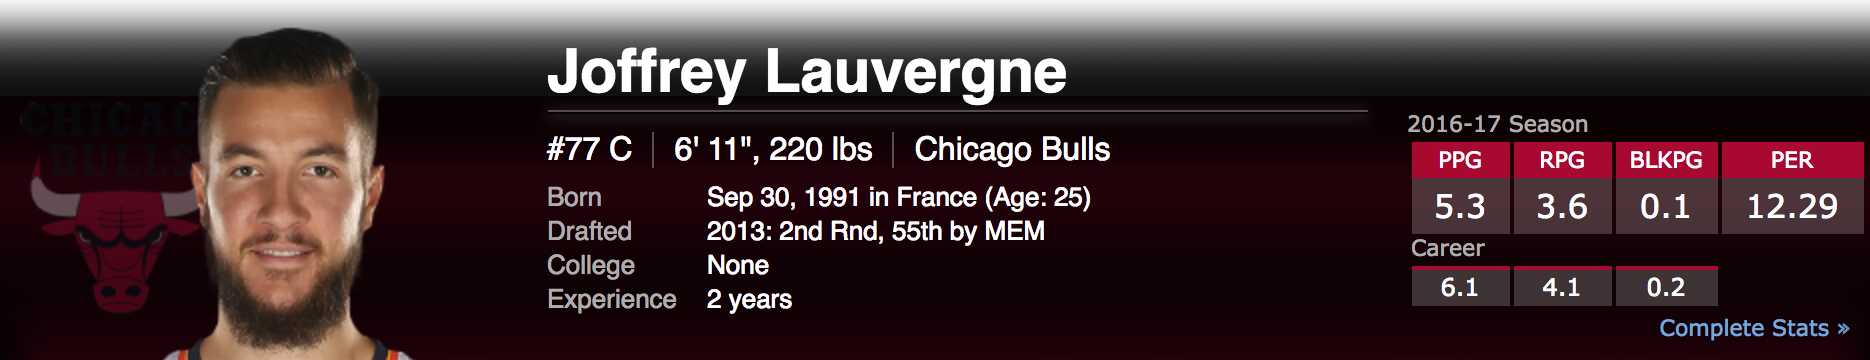 CHICAGO
BULLS
Joffrey Lauvergne
#77 C 6' 11", 220 lbs Chicago Bulls
Born Sep 30, 1991 in France (Age: 25)
Drafted 2013: 2nd Rnd, 55th by MEM
College None
Experience 2 years
2016-17 Season
PPG RPG BLKPG PER
5.3 3.6 0.1 12.29
Career
6.1 4.1 0.2
Complete Stats »